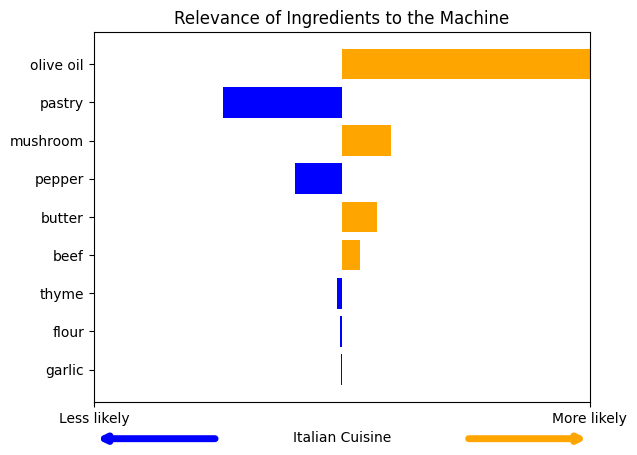 Relevance of Ingredients to the Machine
olive oil
pastry
mushroom
pepper
butter
beef
thyme
flour
garlic
Less likely
More likely
Italian Cuisine